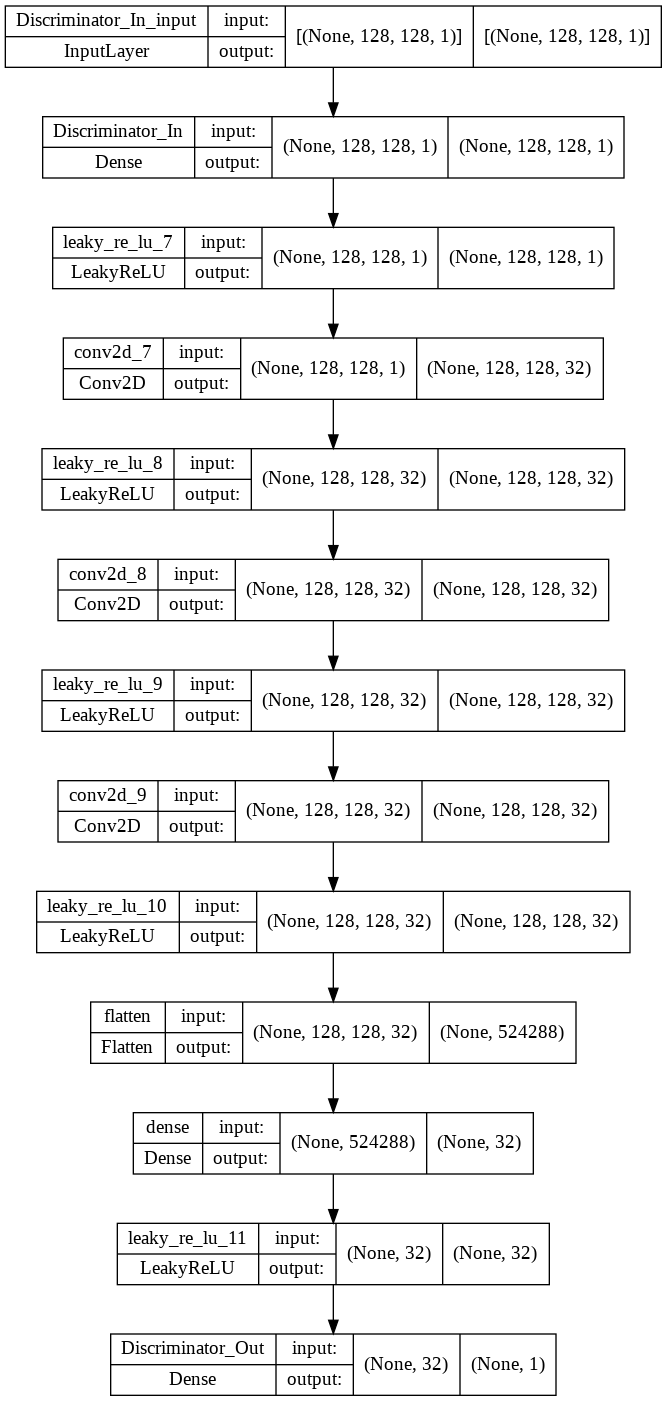 Discriminator_In_input input: [(None, 128, 128, 1)] [(None, 128, 128, 1)]
InputLayer output:
Discriminator_In input: (None, 128, 128, 1) (None, 128, 128, 1)
Dense output:
leaky_re_lu_7 input: (None, 128, 128, 1) (None, 128, 128, 1)
LeakyReLU output:
conv2d_7 input: (None, 128, 128, 1) (None, 128, 128, 32)
Conv2D output:
leaky_re_lu_8 input: (None, 128, 128, 32) (None, 128, 128, 32)
LeakyReLU output:
conv2d_8 input: (None, 128, 128, 32) (None, 128, 128, 32)
Conv2D output:
leaky_re_lu_9 input: (None, 128, 128, 32) (None, 128, 128, 32)
LeakyReLU output:
conv2d_9 input: (None, 128, 128, 32) (None, 128, 128, 32)
Conv2D output:
leaky_re_lu_10 input: (None, 128, 128, 32) (None, 128, 128, 32)
LeakyReLU output:
flatten input: (None, 128, 128, 32) (None, 524288)
Flatten output:
dense input: (None, 524288) (None, 32)
Dense output:
leaky_re_lu_11 input: (None, 32) (None, 32)
LeakyReLU output:
Discriminator_Out input: (None, 32) (None, 1)
Dense output: